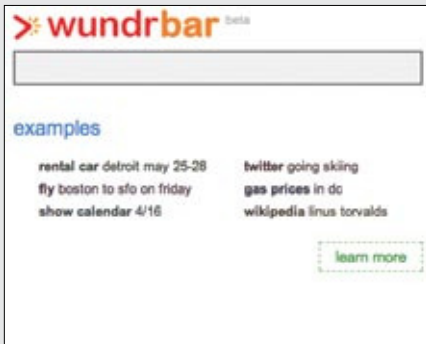 wundrbar beta
examples
rental car detroit may 25-28
fly boston to sfo on friday
show calendar 4/16
twitter going skiing
gas prices in dc
wikipedia linus torvalds
learn more